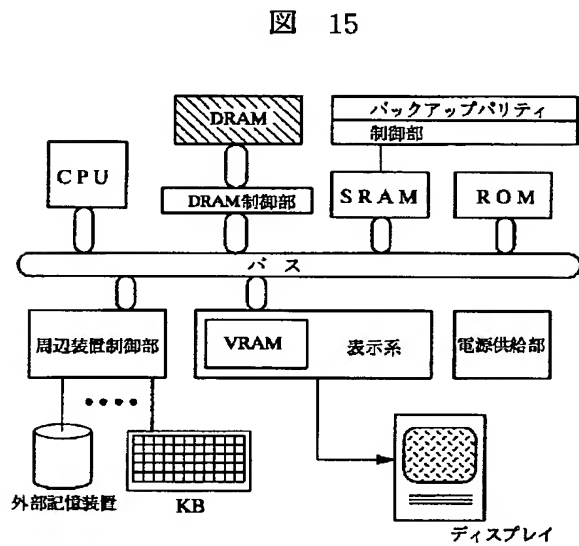 図 15
DRAM
バックアップパリティ
制御部
CPU
DRAM制御部
SRAM
ROM
バス
周辺装置制御部
VRAM
表示系
電源供給部
外部記憶装置
KB
ディスプレイ